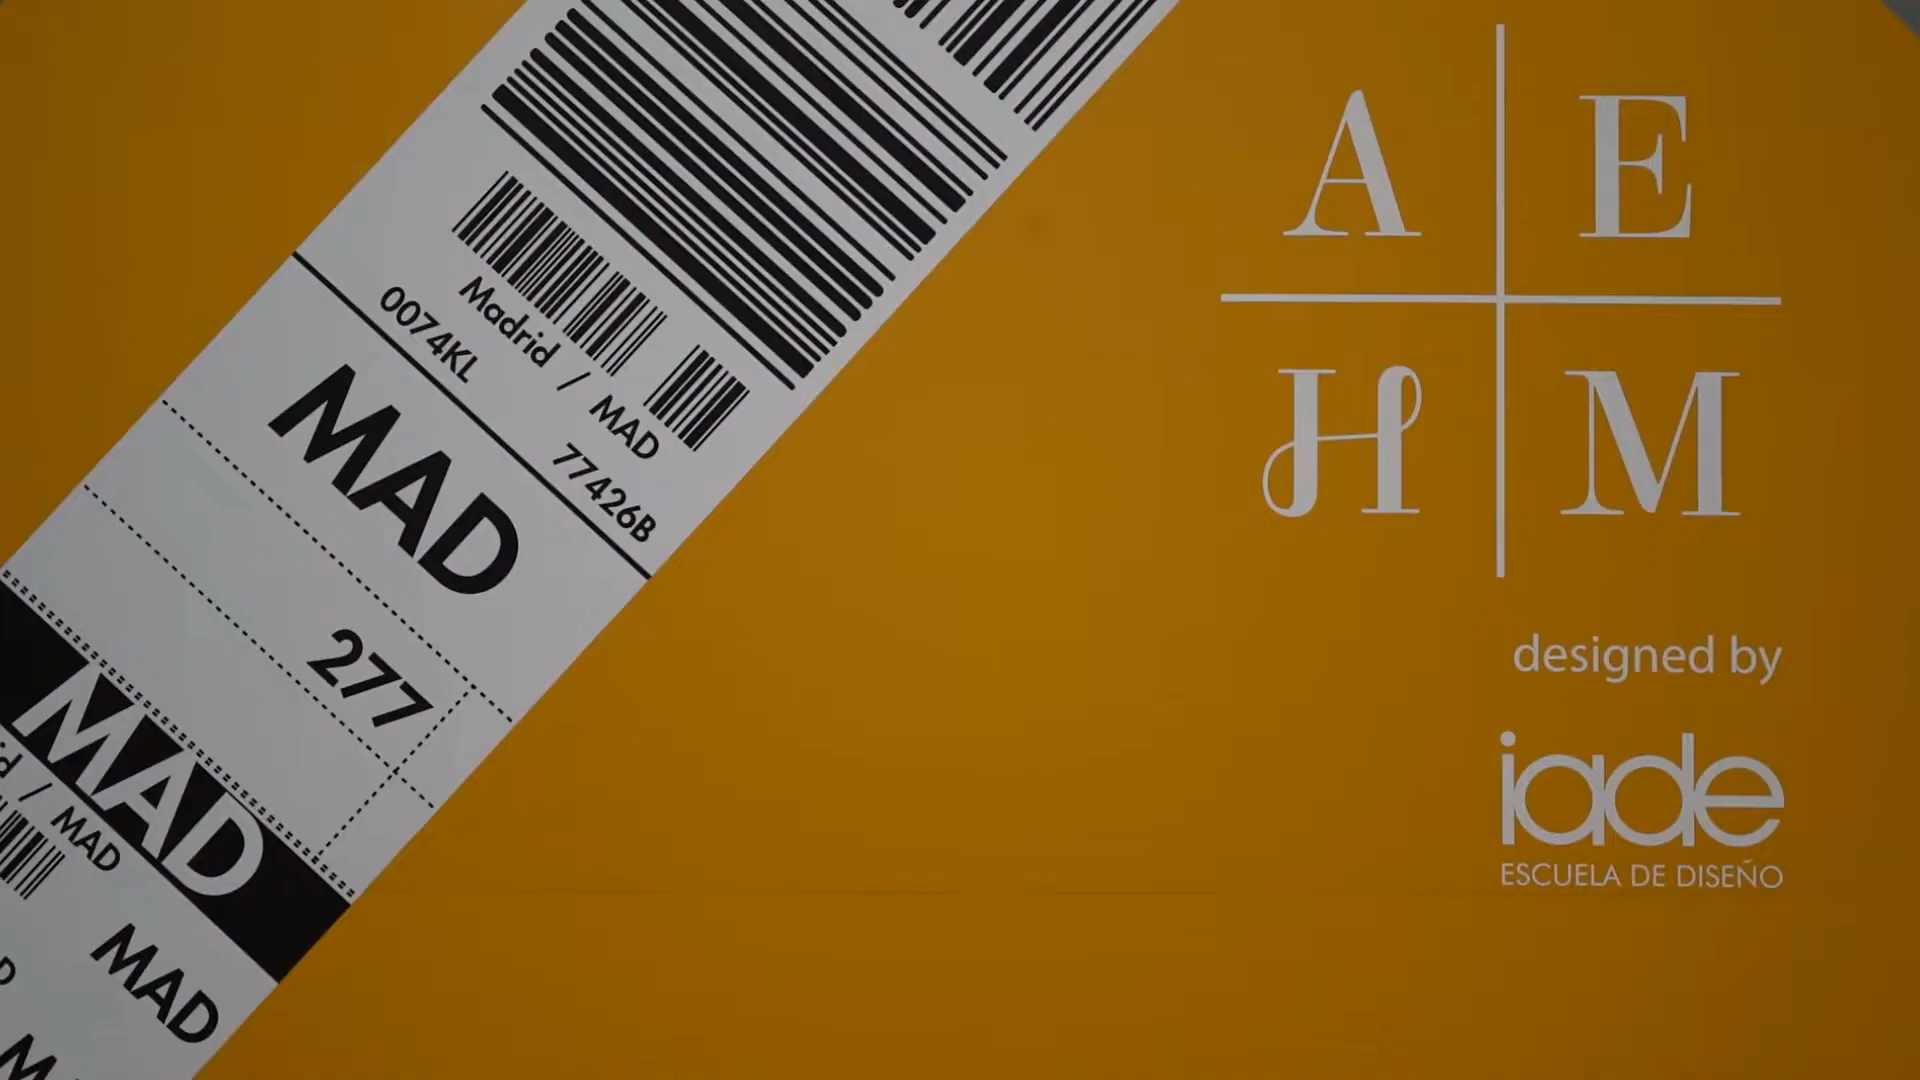 Madrid / MAD
0074KL 77426B
MAD
277
MAD
/ MAD
MAD
A E
H M
designed by
iade
ESCUELA DE DISEÑO